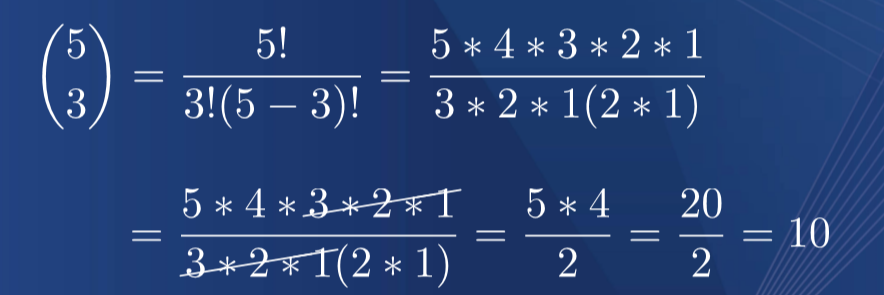 (5 3) = 5! / 3!(5 − 3)! = 5 * 4 * 3 * 2 * 1 / 3 * 2 * 1(2 * 1)
= 5 * 4 * 3 * 2 * 1 / 3 * 2 * 1(2 * 1) = 5 * 4 / 2 = 20 / 2 = 10